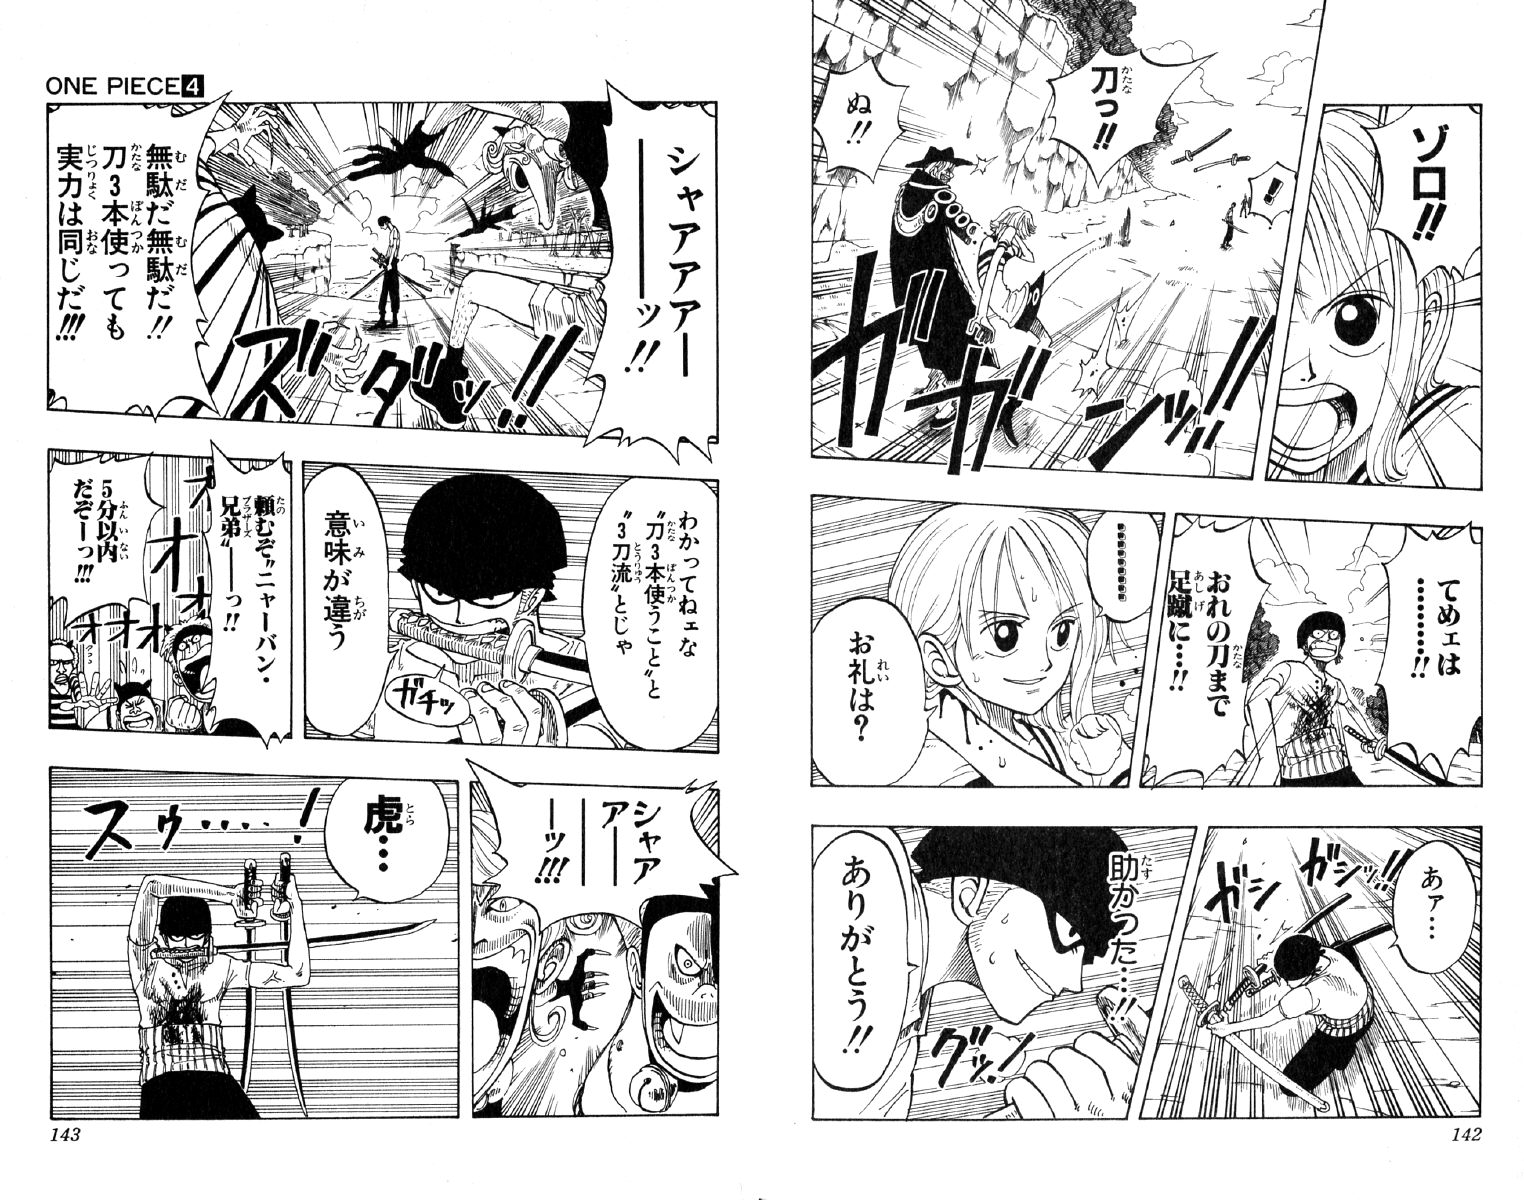 ゾロ!!
刀っ!!
ぬ!!
!
ガガンッ!!
てめェは
………!!
おれの刀まで
足蹴に…!!
………
お礼は?
あァ…
ガシガシッ!!
助かった…!!
ありがとう!!
グッ!
142
ONE PIECE 4
シャアアアー
ーーッ!!
無駄だ無駄だ!!
刀3本使っても
実力は同じだ!!!
ズダッ!!
わかってねェな
“刀3本使うこと”と
“3刀流”とじゃ
意味が違う
ガチッ
頼むぞ“ニャーバン・
兄弟”ーーっ!!
5分以内
だぞーっ!!!
オオオオオ
シャア
アーー
ーーッ!!!
虎…
スゥ…!
143